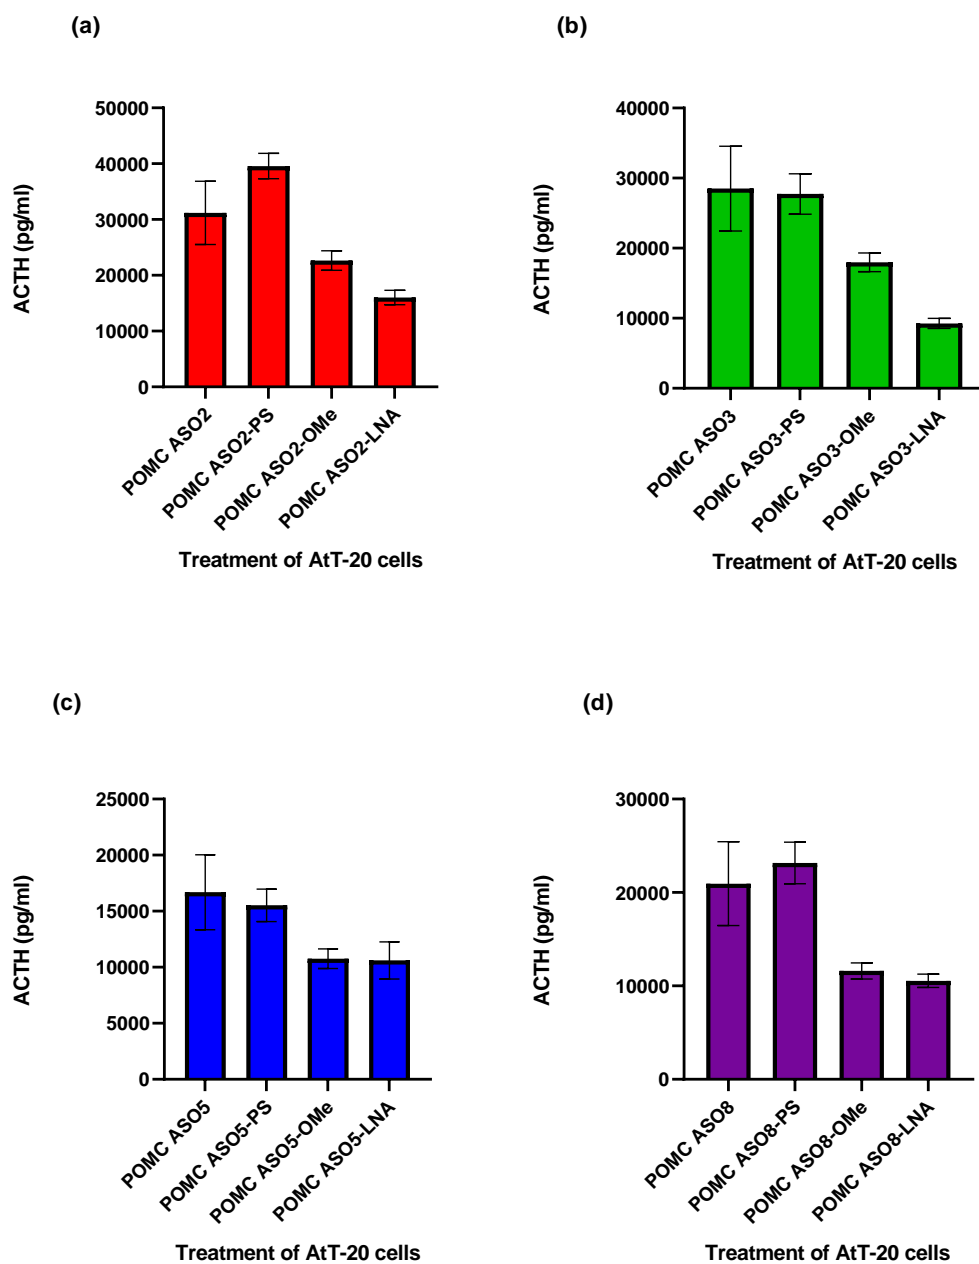 (a)
50000
40000
30000
20000
10000
0
ACTH (pg/ml)
POMC ASO2
POMC ASO2-PS
POMC ASO2-OMe
POMC ASO2-LNA
Treatment of AtT-20 cells
(b)
40000
30000
20000
10000
0
ACTH (pg/ml)
POMC ASO3
POMC ASO3-PS
POMC ASO3-OMe
POMC ASO3-LNA
Treatment of AtT-20 cells
(c)
25000
20000
15000
10000
5000
0
ACTH (pg/ml)
POMC ASO5
POMC ASO5-PS
POMC ASO5-OMe
POMC ASO5-LNA
Treatment of AtT-20 cells
(d)
30000
20000
10000
0
ACTH (pg/ml)
POMC ASO8
POMC ASO8-PS
POMC ASO8-OMe
POMC ASO8-LNA
Treatment of AtT-20 cells